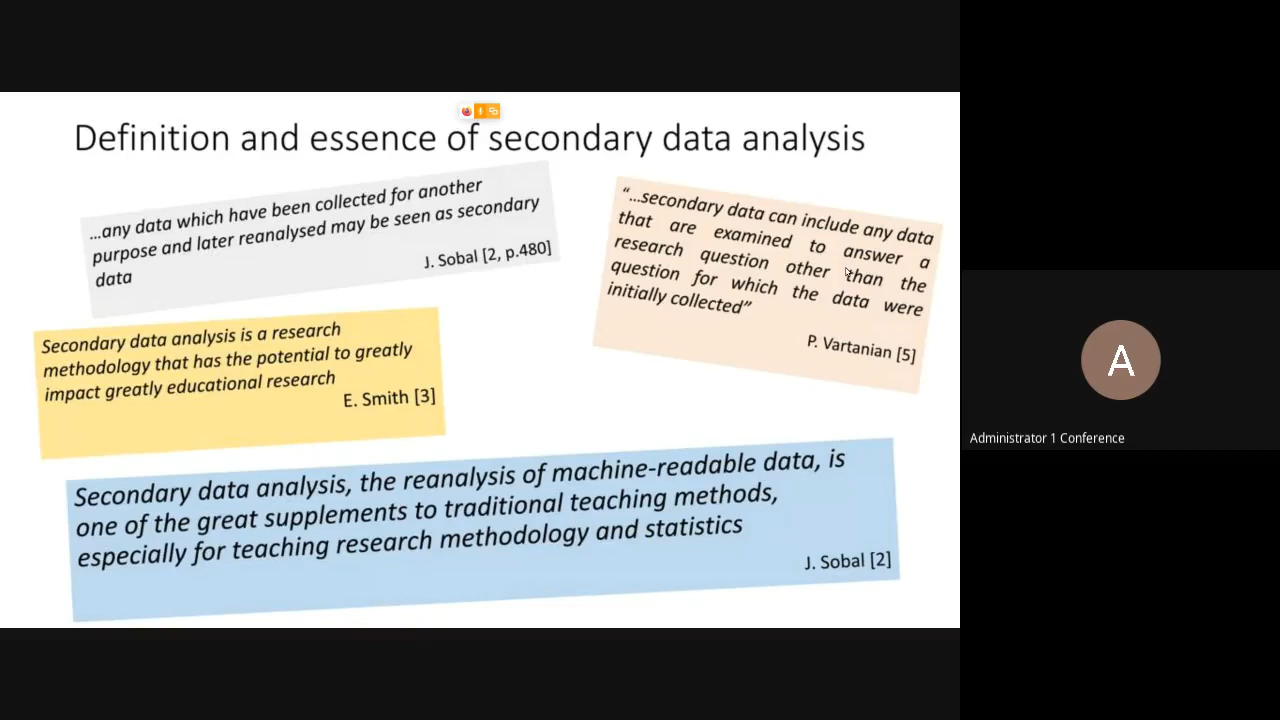 Definition and essence of secondary data analysis
…any data which have been collected for another
purpose and later reanalysed may be seen as secondary
data
J. Sobal [2, p.480]
“…secondary data can include any data
that are examined to answer a
research question other than the
question for which the data were
initially collected”
P. Vartanian [5]
Secondary data analysis is a research
methodology that has the potential to greatly
impact greatly educational research
E. Smith [3]
Secondary data analysis, the reanalysis of machine-readable data, is
one of the great supplements to traditional teaching methods,
especially for teaching research methodology and statistics
J. Sobal [2]
A
Administrator 1 Conference